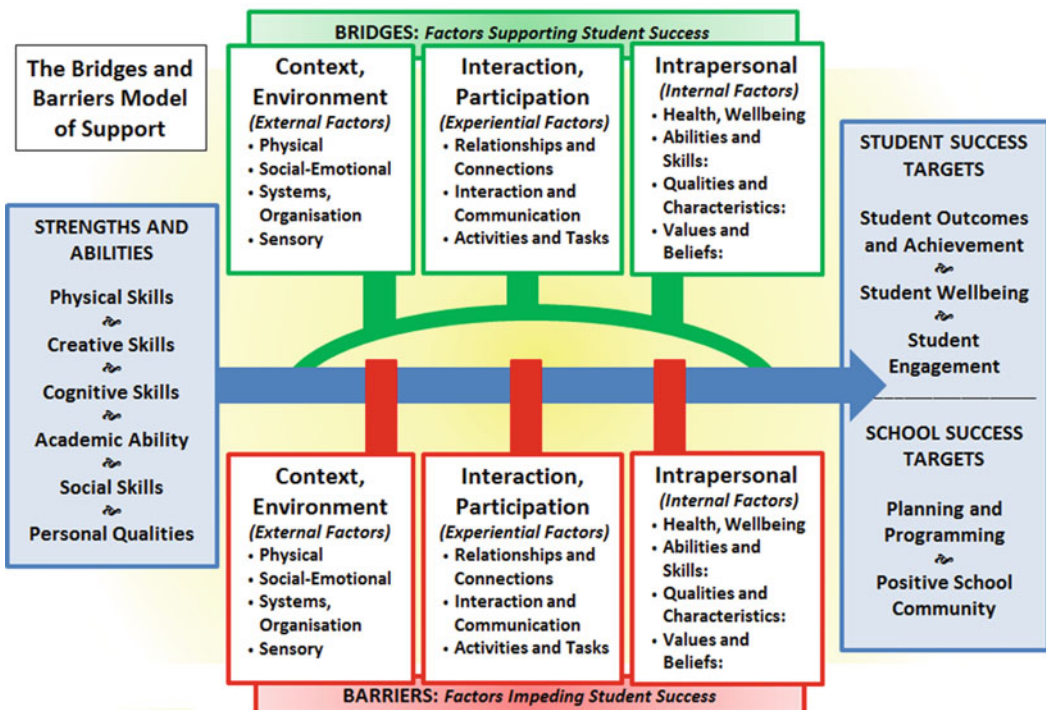 The Bridges and
Barriers Model
of Support
BRIDGES: Factors Supporting Student Success
Context,
Environment
(External Factors)
• Physical
• Social-Emotional
• Systems,
Organisation
• Sensory
Interaction,
Participation
(Experiential Factors)
• Relationships and
Connections
• Interaction and
Communication
• Activities and Tasks
Intrapersonal
(Internal Factors)
• Health, Wellbeing
• Abilities and
Skills:
• Qualities and
Characteristics:
• Values and
Beliefs:
STRENGTHS AND
ABILITIES
Physical Skills
Creative Skills
Cognitive Skills
Academic Ability
Social Skills
Personal Qualities
STUDENT SUCCESS
TARGETS
Student Outcomes
and Achievement
Student Wellbeing
Student
Engagement
SCHOOL SUCCESS
TARGETS
Planning and
Programming
Positive School
Community
Context,
Environment
(External Factors)
• Physical
• Social-Emotional
• Systems,
Organisation
• Sensory
Interaction,
Participation
(Experiential Factors)
• Relationships and
Connections
• Interaction and
Communication
• Activities and Tasks
Intrapersonal
(Internal Factors)
• Health, Wellbeing
• Abilities and
Skills:
• Qualities and
Characteristics:
• Values and
Beliefs:
BARRIERS: Factors Impeding Student Success